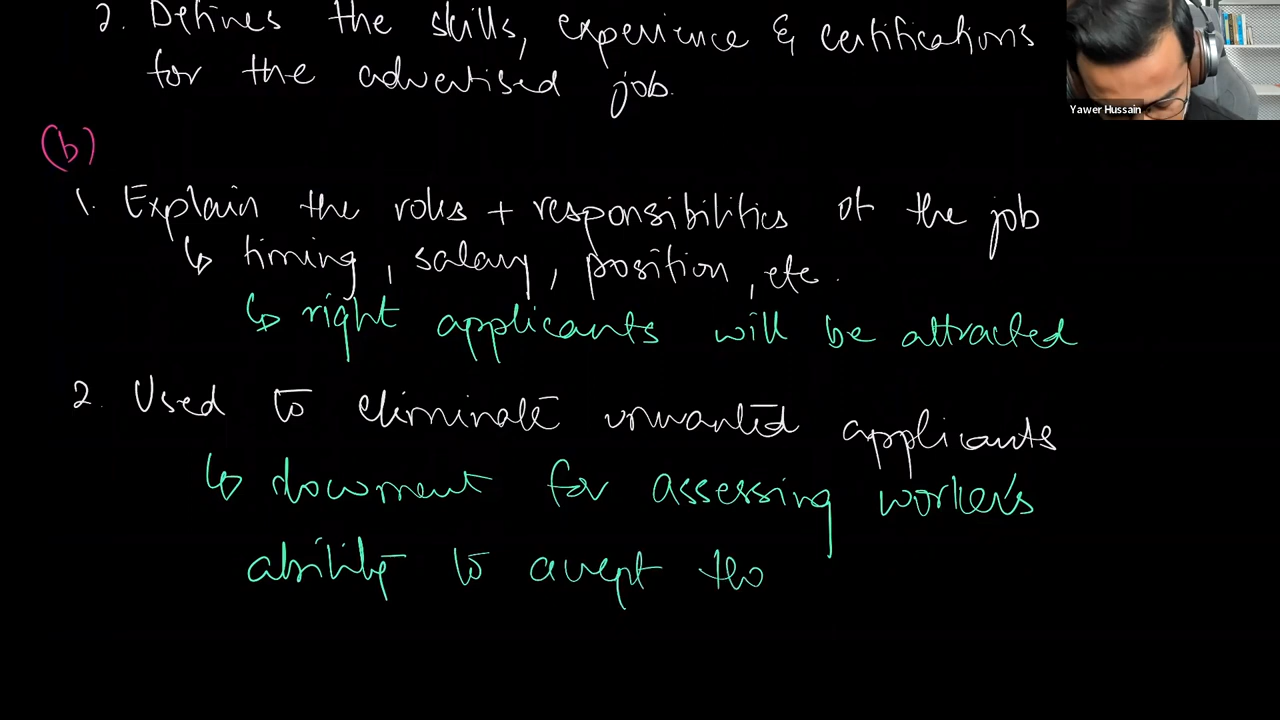 2. Defines the skills, experience & certifications
for the advertised job.
Yawer Hussain
(b)
1. Explain the roles + responsibilities of the job
↳ timing, salary, position, etc.
↳ right applicants will be attracted
2. Used to eliminate unwanted applicants
↳ document for assessing worker's
ability to accept tho